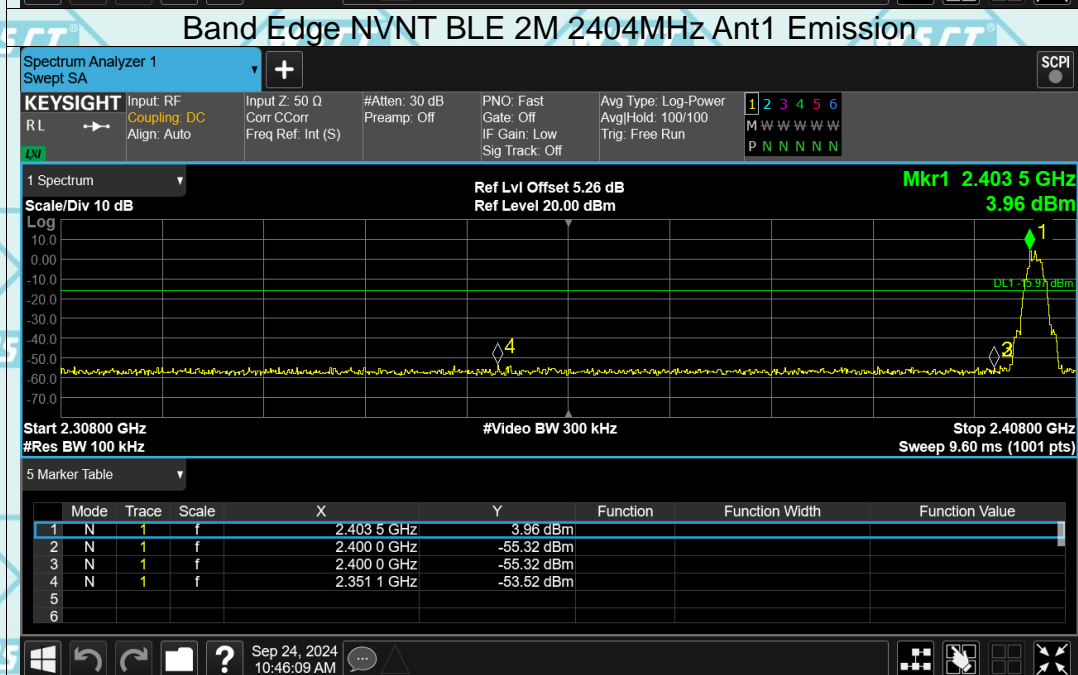 Band Edge NVNT BLE 2M 2404MHz Ant1 Emission
Spectrum Analyzer 1
Swept SA
SCPI
KEYSIGHT
RL
LXI
Input: RF
Coupling: DC
Align: Auto
Input Z: 50 Ω
Corr CCorr
Freq Ref: Int (S)
#Atten: 30 dB
Preamp: Off
PNO: Fast
Gate: Off
IF Gain: Low
Sig Track: Off
Avg Type: Log-Power
Avg|Hold: 100/100
Trig: Free Run
1 2 3 4 5 6
M W W W W W
P N N N N N
1 Spectrum
Scale/Div 10 dB
Ref Lvl Offset 5.26 dB
Ref Level 20.00 dBm
Mkr1 2.403 5 GHz
3.96 dBm
Log
10.0
0.00
-10.0
-20.0
-30.0
-40.0
-50.0
-60.0
-70.0
1
DL1 -15.97 dBm
4
3
Start 2.30800 GHz
#Video BW 300 kHz
Stop 2.40800 GHz
#Res BW 100 kHz
Sweep 9.60 ms (1001 pts)
5 Marker Table
Mode Trace Scale X Y Function Function Width Function Value
1 N 1 f 2.403 5 GHz 3.96 dBm
2 N 1 f 2.400 0 GHz -55.32 dBm
3 N 1 f 2.400 0 GHz -55.32 dBm
4 N 1 f 2.351 1 GHz -53.52 dBm
5
6
Sep 24, 2024
10:46:09 AM